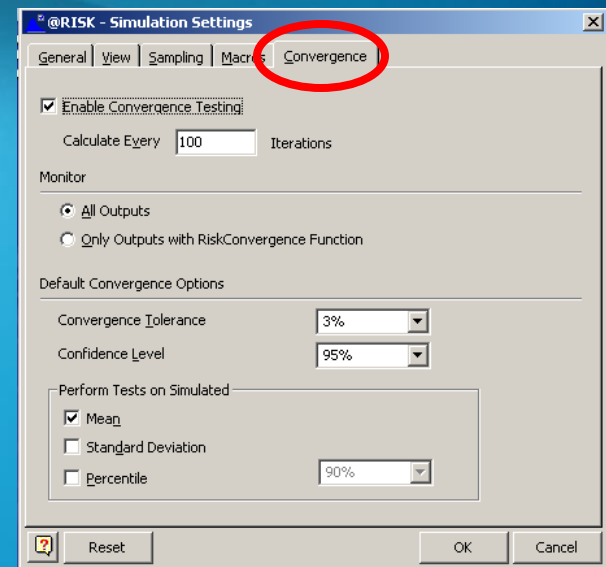 @RISK - Simulation Settings
General View Sampling Macros Convergence
Enable Convergence Testing
Calculate Every 100 Iterations
Monitor
All Outputs
Only Outputs with RiskConvergence Function
Default Convergence Options
Convergence Tolerance 3%
Confidence Level 95%
Perform Tests on Simulated
Mean
Standard Deviation
Percentile 90%
Reset OK Cancel